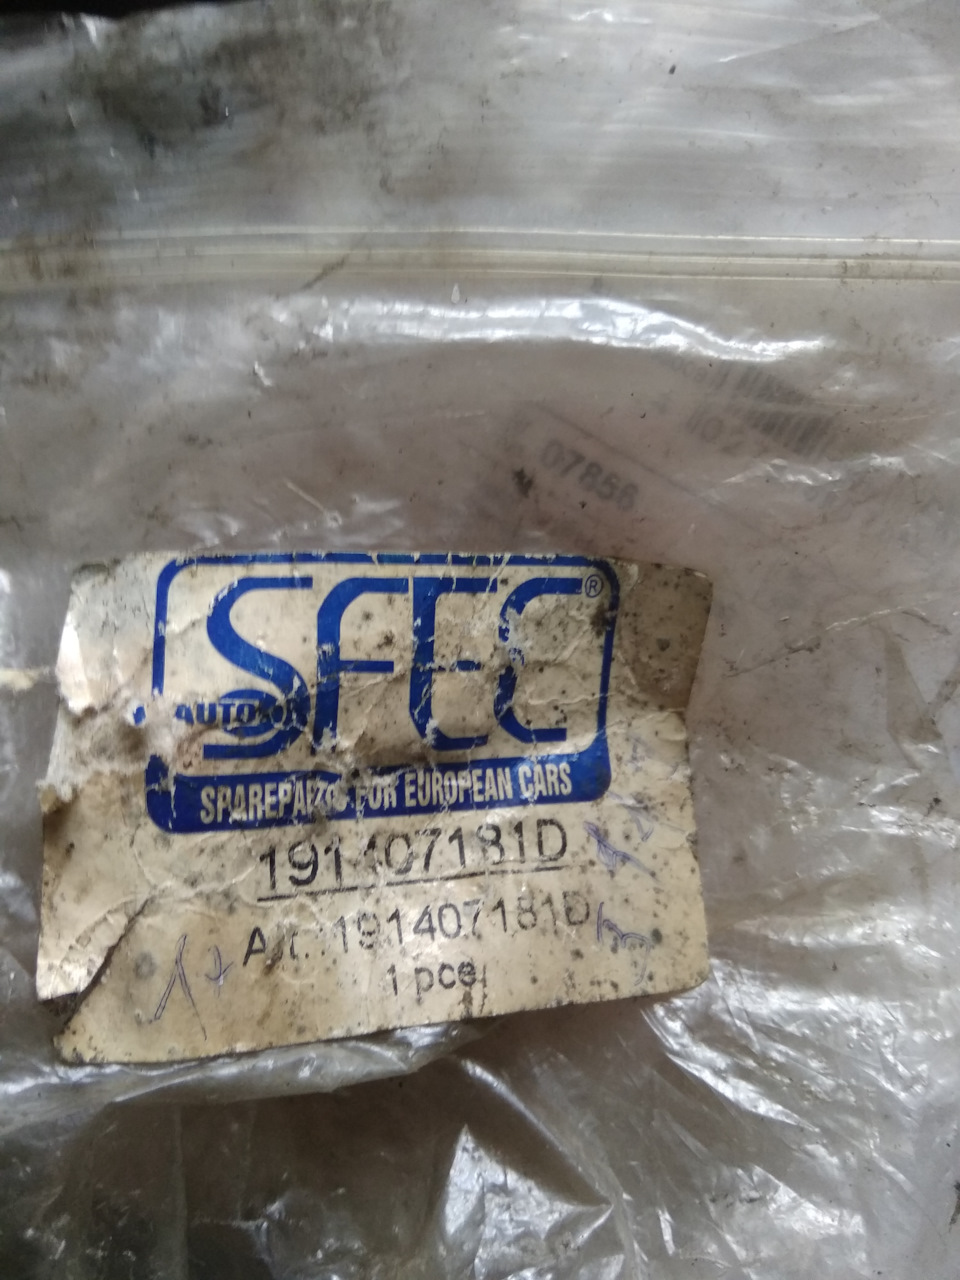 07856
SFEC®
AUTO
SPAREPARTS FOR EUROPEAN CARS
191407181D
Art.: 191407181D
1 pce.